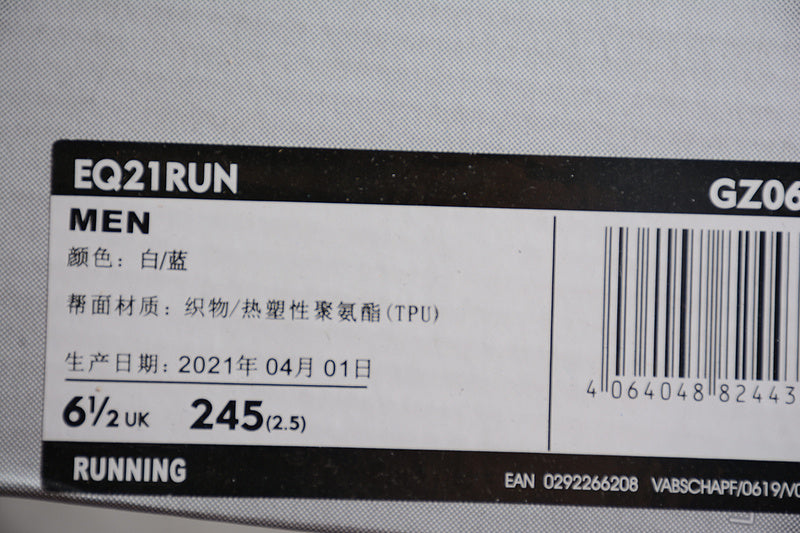 EQ21RUN
GZ06
MEN
颜色：白/蓝
帮面材质：织物/热塑性聚氨酯(TPU)
生产日期：2021年 04月 01日
6½ UK 245(2.5)
4 064048 82443
RUNNING
EAN 0292266208 VABSCHAPF/0619/V0